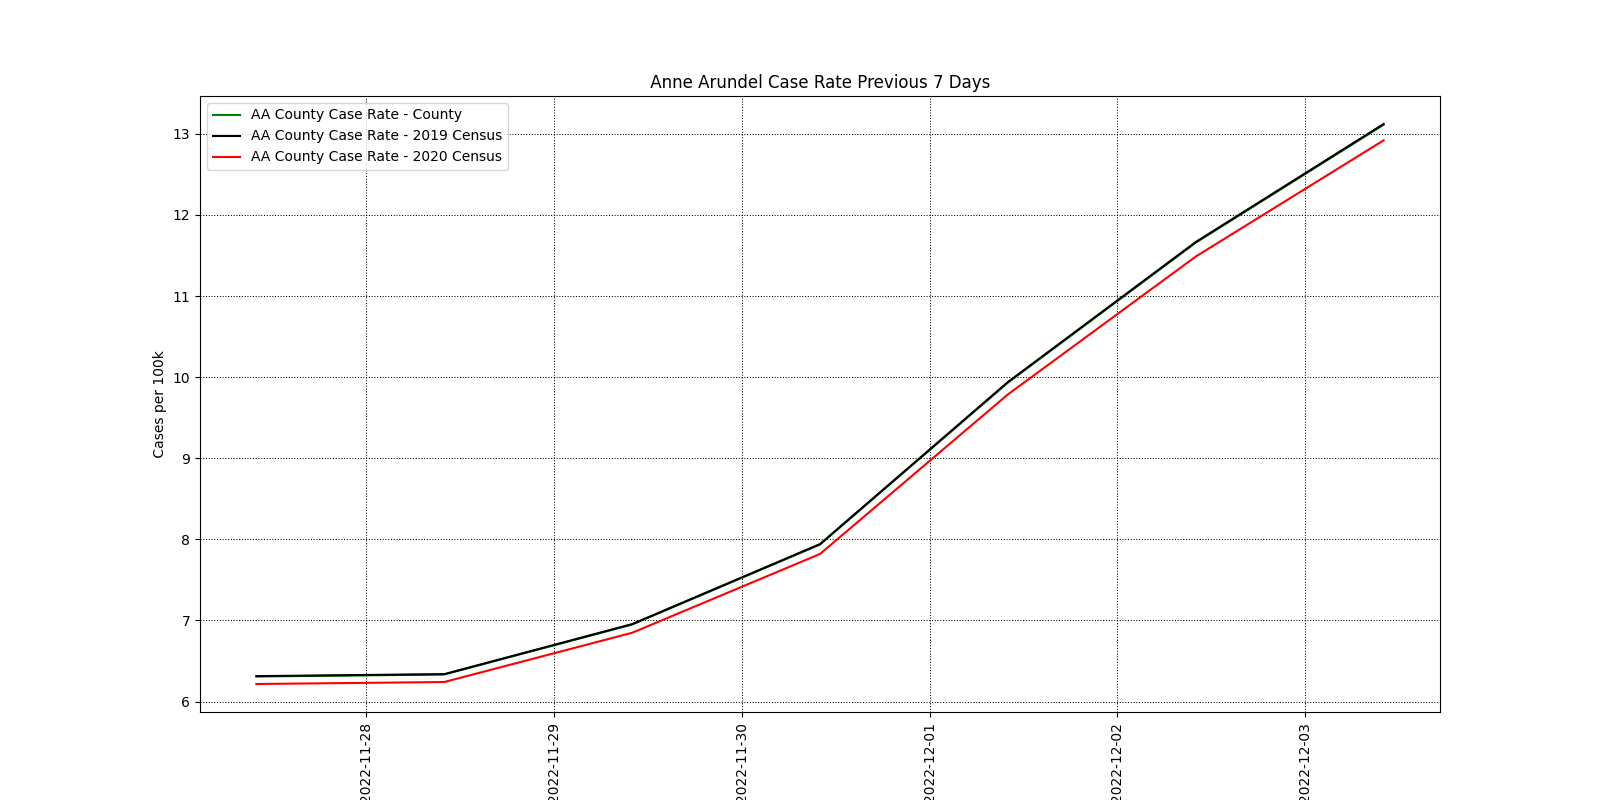 Anne Arundel Case Rate Previous 7 Days
AA County Case Rate - County
AA County Case Rate - 2019 Census
AA County Case Rate - 2020 Census
Cases per 100k
13
12
11
10
9
8
7
6
2022-11-28
2022-11-29
2022-11-30
2022-12-01
2022-12-02
2022-12-03